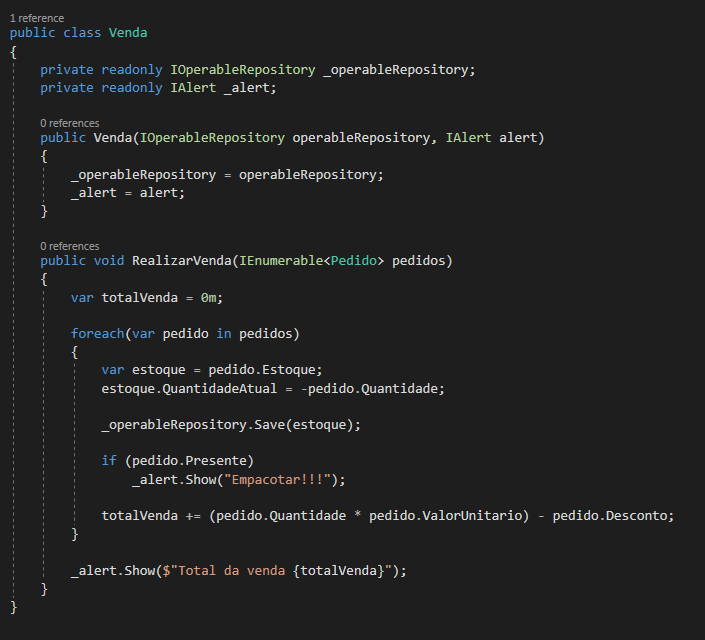 1 reference
public class Venda
{
private readonly IOperableRepository _operableRepository;
private readonly IAlert _alert;
0 references
public Venda(IOperableRepository operableRepository, IAlert alert)
{
_operableRepository = operableRepository;
_alert = alert;
}
0 references
public void RealizarVenda(IEnumerable<Pedido> pedidos)
{
var totalVenda = 0m;
foreach(var pedido in pedidos)
{
var estoque = pedido.Estoque;
estoque.QuantidadeAtual = -pedido.Quantidade;
_operableRepository.Save(estoque);
if (pedido.Presente)
_alert.Show("Empacotar!!!");
totalVenda += (pedido.Quantidade * pedido.ValorUnitario) - pedido.Desconto;
}
_alert.Show($"Total da venda {totalVenda}");
}
}